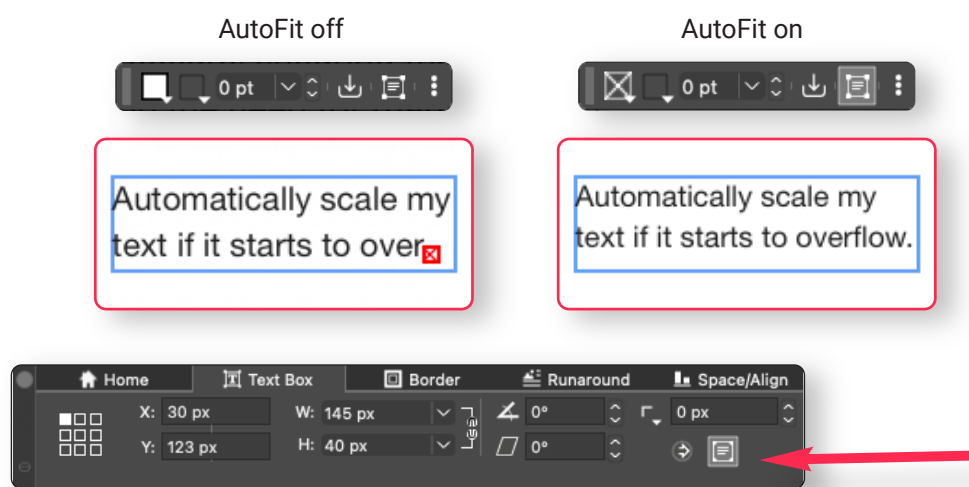 AutoFit off
AutoFit on
0 pt
0 pt
Automatically scale my
text if it starts to over
Automatically scale my
text if it starts to overflow.
Home Text Box Border Runaround Space/Align
X: 30 px W: 145 px 0° 0 px
Y: 123 px H: 40 px 0°